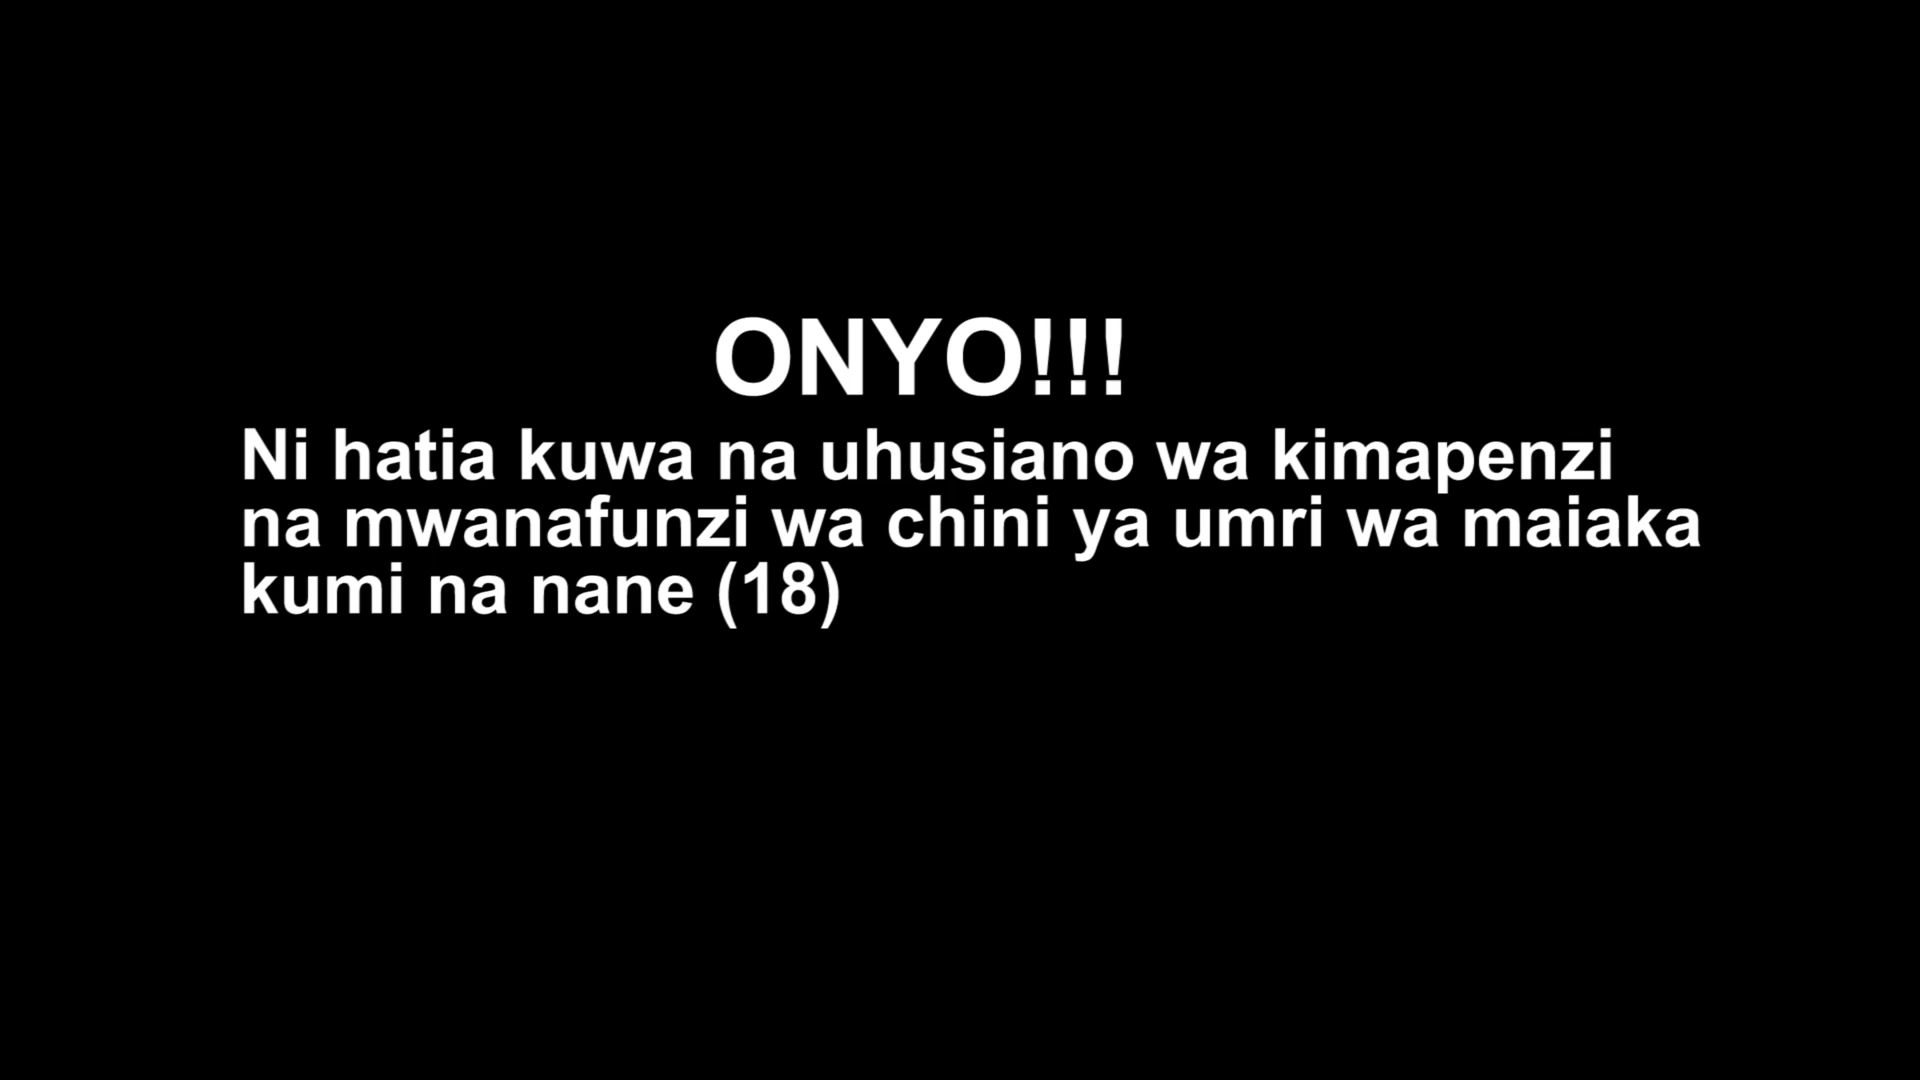 ONYO!!!
Ni hatia kuwa na uhusiano wa kimapenzi
na mwanafunzi wa chini ya umri wa maiaka
kumi na nane (18)